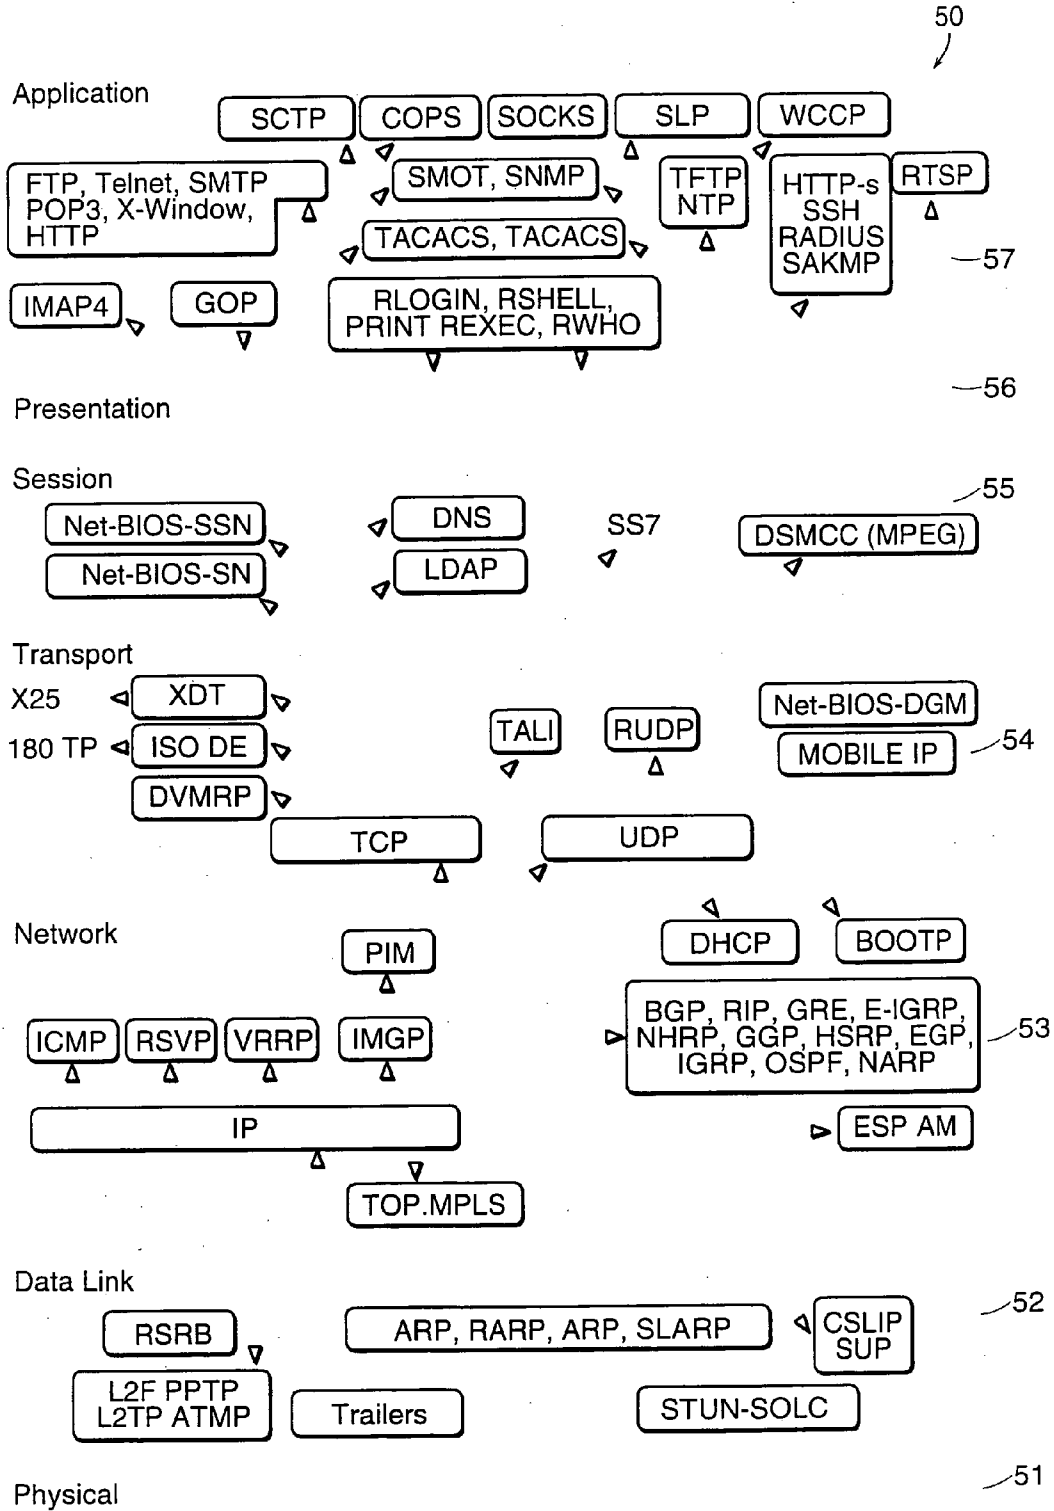 50
Application
SCTP
COPS
SOCKS
SLP
WCCP
FTP, Telnet, SMTP
POP3, X-Window,
HTTP
SMOT, SNMP
TFTP
NTP
HTTP-s
SSH
RADIUS
SAKMP
RTSP
TACACS, TACACS
57
IMAP4
GOP
RLOGIN, RSHELL,
PRINT REXEC, RWHO
56
Presentation
Session
55
Net-BIOS-SSN
DNS
SS7
DSMCC (MPEG)
Net-BIOS-SN
LDAP
Transport
X25
XDT
Net-BIOS-DGM
TALI
RUDP
180 TP
ISO DE
MOBILE IP
54
DVMRP
TCP
UDP
Network
PIM
DHCP
BOOTP
ICMP
RSVP
VRRP
IMGP
BGP, RIP, GRE, E-IGRP,
NHRP, GGP, HSRP, EGP,
IGRP, OSPF, NARP
53
IP
ESP AM
TOP.MPLS
Data Link
52
RSRB
ARP, RARP, ARP, SLARP
CSLIP
SUP
L2F PPTP
L2TP ATMP
Trailers
STUN-SOLC
51
Physical